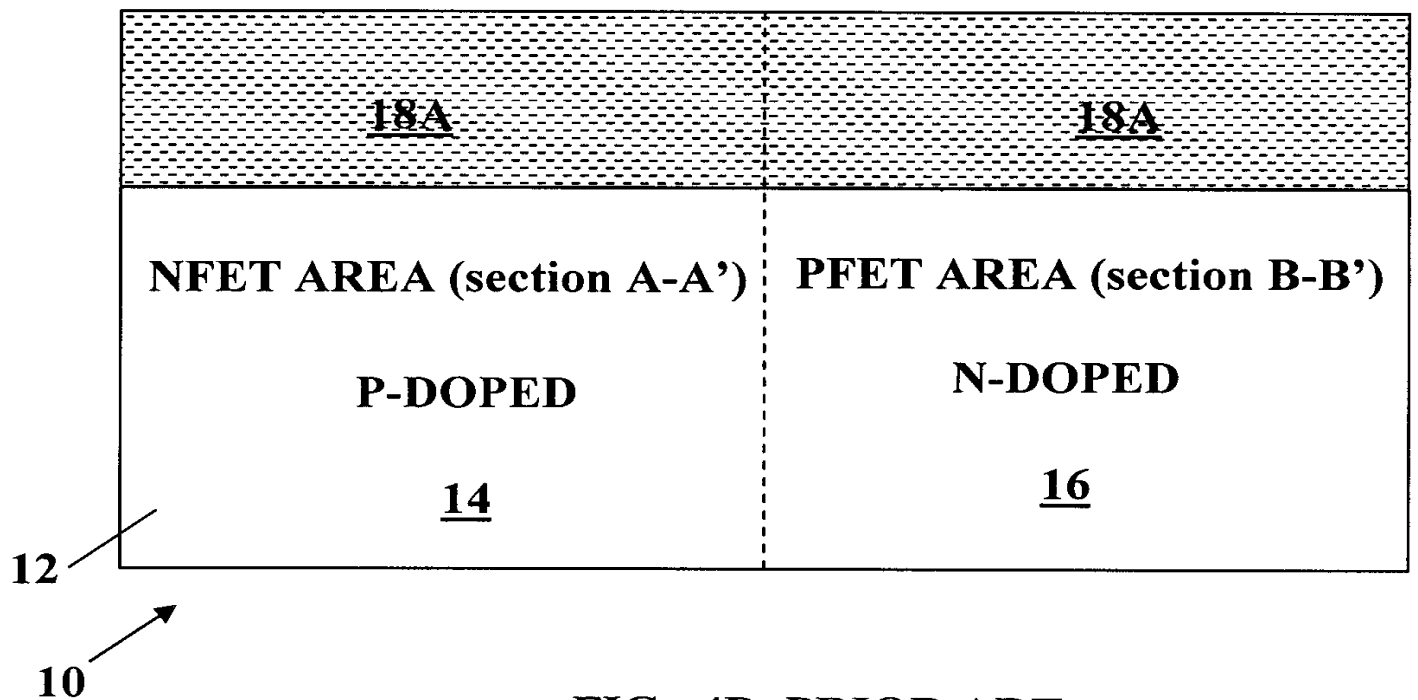 18A 18A
NFET AREA (section A-A’) PFET AREA (section B-B’)
P-DOPED N-DOPED
14 16
12
10